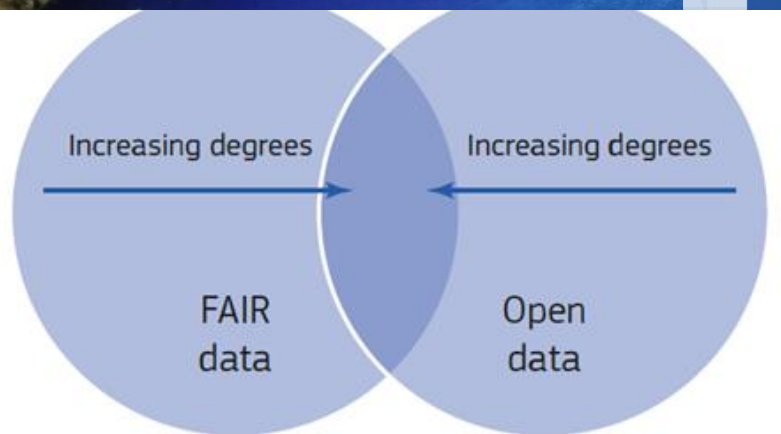 Increasing degrees
Increasing degrees
FAIR
data
Open
data